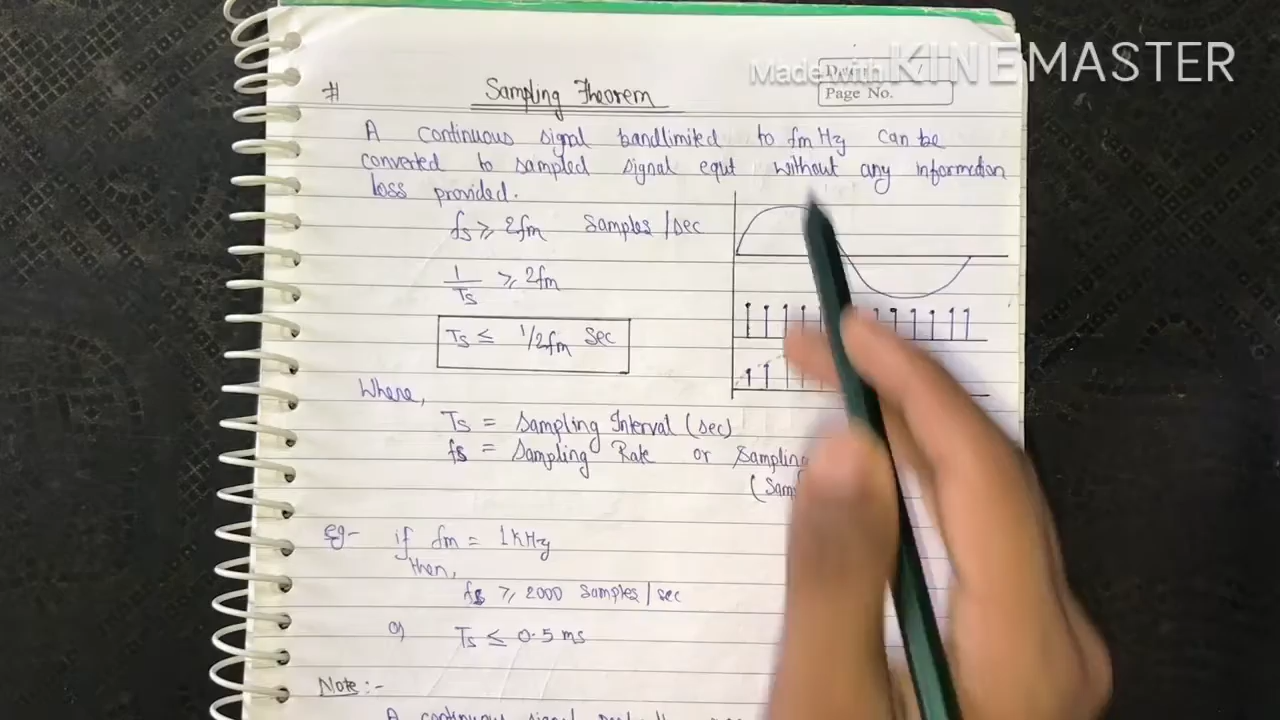 Made with KINEMASTER
Page No.
# Sampling Theorem
A continuous signal bandlimited to fm Hz can be
converted to sampled signal equt without any information
loss provided.
fs ≥ 2fm Samples/sec
1/Ts ≥ 2fm
Ts ≤ 1/2fm Sec
Where,
Ts = Sampling Interval (sec)
fs = Sampling Rate or Sampling
eg- if fm = 1kHz
then,
fs ≥ 2000 samples/sec
or Ts ≤ 0.5 ms
Note:-
A continuous signal